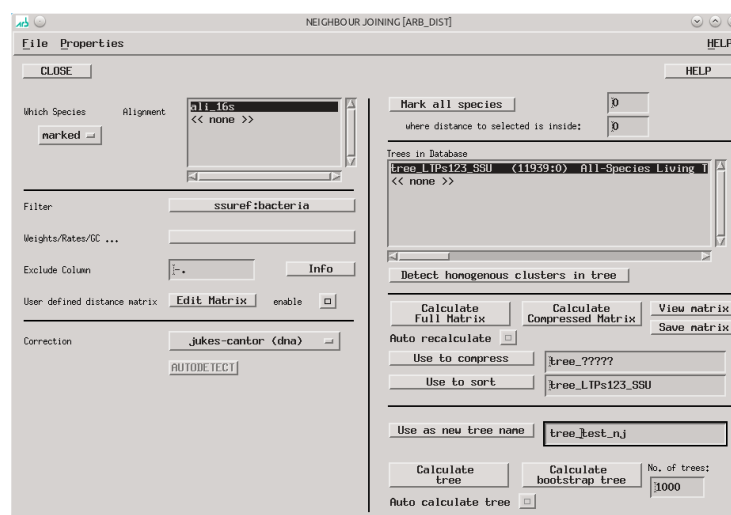 arb
NEIGHBOUR JOINING [ARB_DIST]
File Properties HELP
CLOSE HELP
Which Species Alignment
marked
ali_16s
<< none >>
Filter ssuref:bacteria
Weights/Rates/GC ...
Exclude Column -. Info
User defined distance matrix Edit Matrix enable
Correction jukes-cantor (dna)
AUTODETECT
Mark all species 0
where distance to selected is inside: 0
Trees in Database
tree_LTPs123_SSU (11939:0) All-Species Living T
<< none >>
Detect homogenous clusters in tree
Calculate Full Matrix
Calculate Compressed Matrix
View matrix
Save matrix
Auto recalculate
Use to compress tree_?????
Use to sort tree_LTPs123_SSU
Use as new tree name tree_test_nj
Calculate tree
Calculate bootstrap tree
No. of trees:
1000
Auto calculate tree